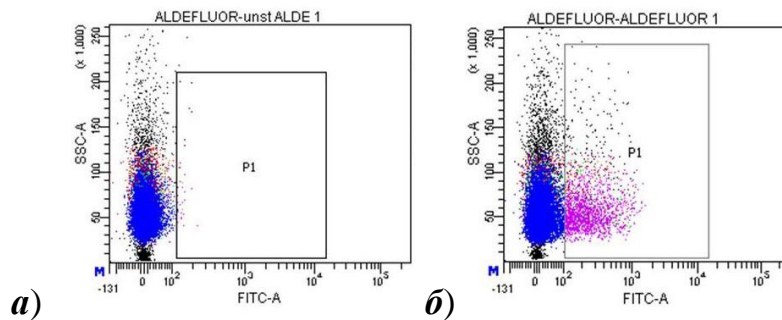 ALDEFLUOR-unst ALDE 1
(x 1,000)
250
200
150
100
50
SSC-A
P1
M
-131
0
10²
10³
10⁴
10⁵
FITC-A
а)
ALDEFLUOR-ALDEFLUOR 1
(x 1,000)
250
200
150
100
50
SSC-A
P1
M
-131
0
10²
10³
10⁴
10⁵
FITC-A
б)